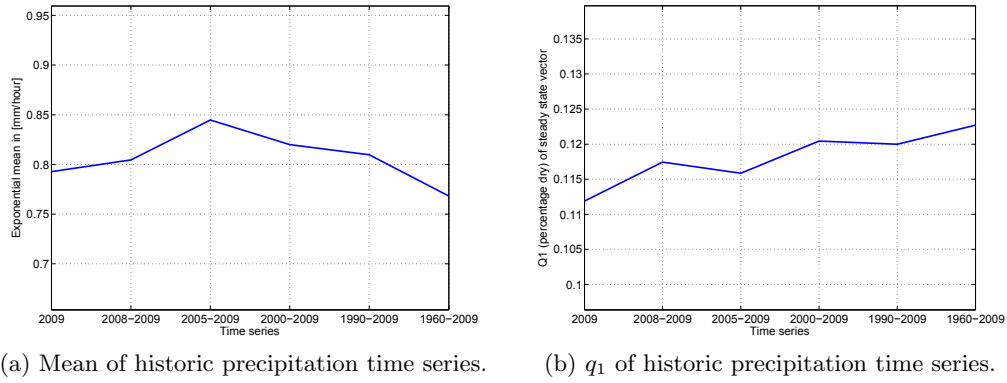 0.95
0.9
0.85
0.8
0.75
0.7
Exponential mean in [mm/hour]
2009 2008−2009 2005−2009 2000−2009 1990−2009 1960−2009
Time series
(a) Mean of historic precipitation time series.
0.135
0.13
0.125
0.12
0.115
0.11
0.105
0.1
Q1 (percentage dry) of steady state vector
2009 2008−2009 2005−2009 2000−2009 1990−2009 1960−2009
Time series
(b) q₁ of historic precipitation time series.